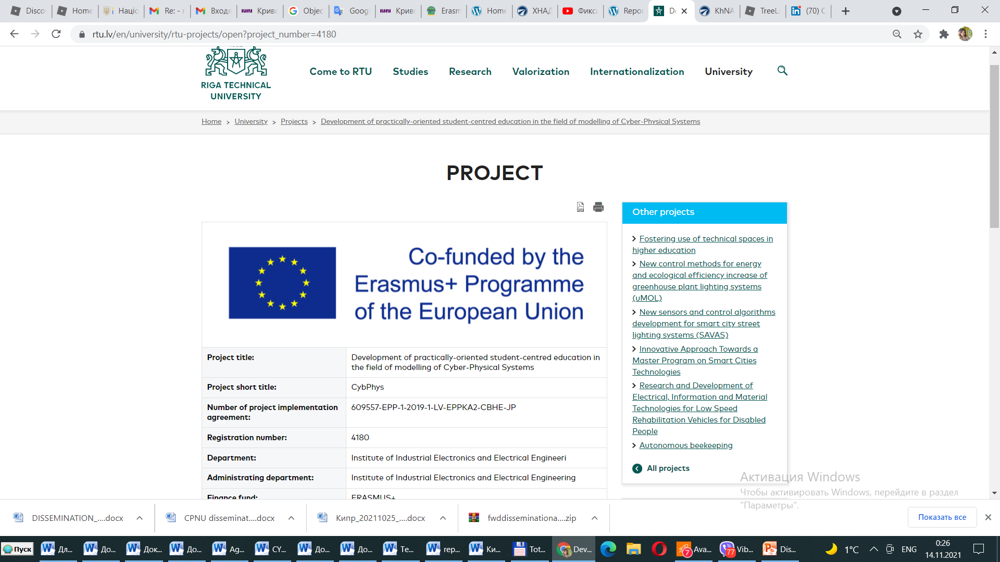 Disco
Home
Націо
Re: - r
Входя
Криво
Objec
Googl
Криво
Erasm
Home
ХНАД
Фикс
Repo
De
KhNA
TreeL
(70) С
rtu.lv/en/university/rtu-projects/open?project_number=4180
RIGA TECHNICAL
UNIVERSITY
Come to RTU
Studies
Research
Valorization
Internationalization
University
Home > University > Projects > Development of practically-oriented student-centred education in the field of modelling of Cyber-Physical Systems
PROJECT
Co-funded by the
Erasmus+ Programme
of the European Union
Project title:
Development of practically-oriented student-centred education in
the field of modelling of Cyber-Physical Systems
Project short title:
CybPhys
Number of project implementation
agreement:
609557-EPP-1-2019-1-LV-EPPKA2-CBHE-JP
Registration number:
4180
Department:
Institute of Industrial Electronics and Electrical Engineeri
Administrating department:
Institute of Industrial Electronics and Electrical Engineering
Finance fund:
ERASMUS+
Other projects
Fostering use of technical spaces in
higher education
New control methods for energy
and ecological efficiency increase of
greenhouse plant lighting systems
(uMOL)
New sensors and control algorithms
development for smart city street
lighting systems (SAVAS)
Innovative Approach Towards a
Master Program on Smart Cities
Technologies
Research and Development of
Electrical, Information and Material
Technologies for Low Speed
Rehabilitation Vehicles for Disabled
People
Autonomous beekeeping
All projects
Активация Windows
Чтобы активировать Windows, перейдите в раздел
"Параметры".
DISSEMINATION_....docx
CPNU disseminat....docx
Кипр_20211025_....docx
fwddisseminationa....zip
Показать все
Пуск
Дл...
До...
Док...
До...
Ag...
CY...
До...
До...
Te...
rep...
Ки...
Tot...
Dev...
7
Ava...
77
Vib...
Dis...
1°C
ENG
0:26
14.11.2021